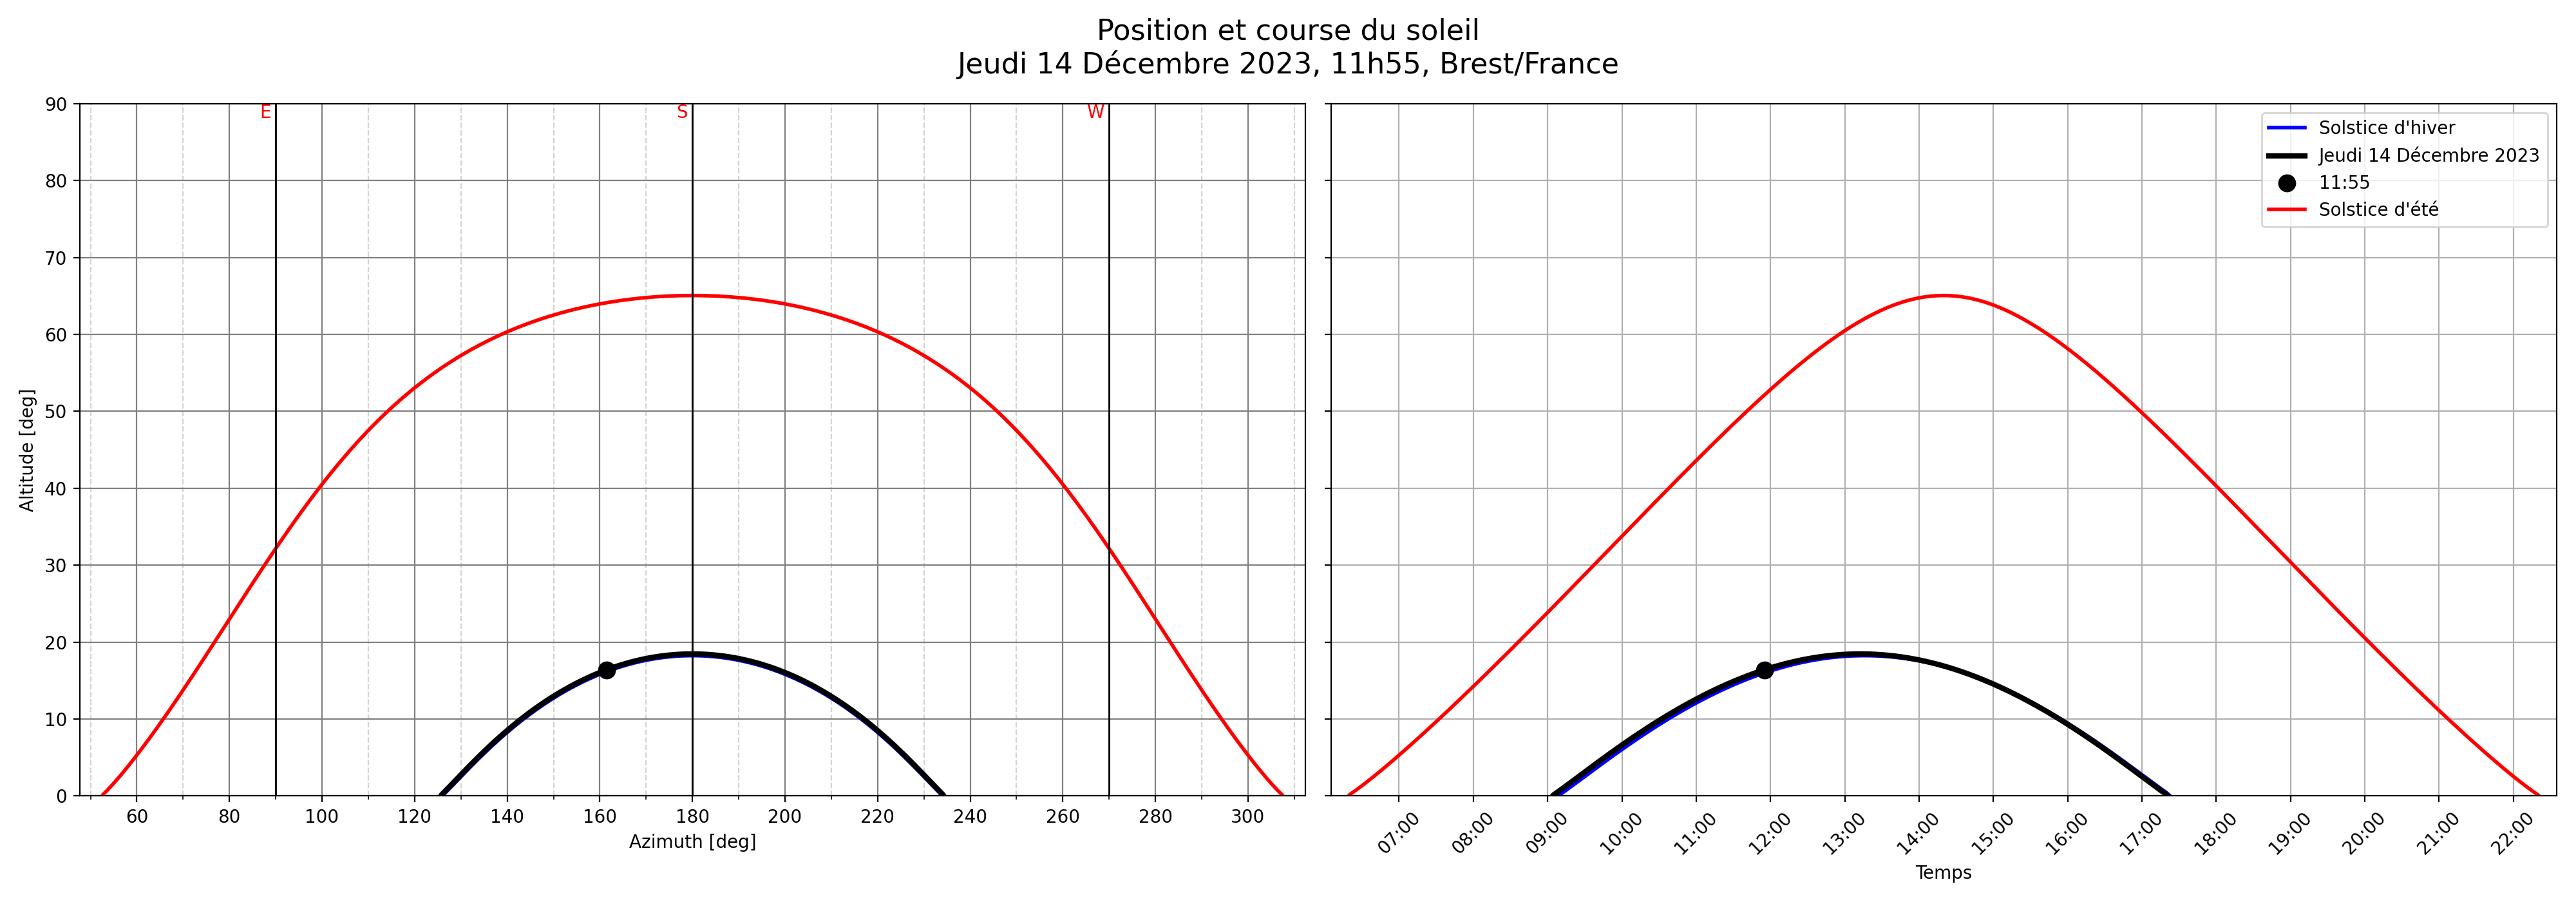 Position et course du soleil
Jeudi 14 Décembre 2023, 11h55, Brest/France
E
S
W
90
80
70
60
50
40
30
20
10
0
Altitude [deg]
60 80 100 120 140 160 180 200 220 240 260 280 300
Azimuth [deg]
Solstice d'hiver
Jeudi 14 Décembre 2023
11:55
Solstice d'été
07:00 08:00 09:00 10:00 11:00 12:00 13:00 14:00 15:00 16:00 17:00 18:00 19:00 20:00 21:00 22:00
Temps